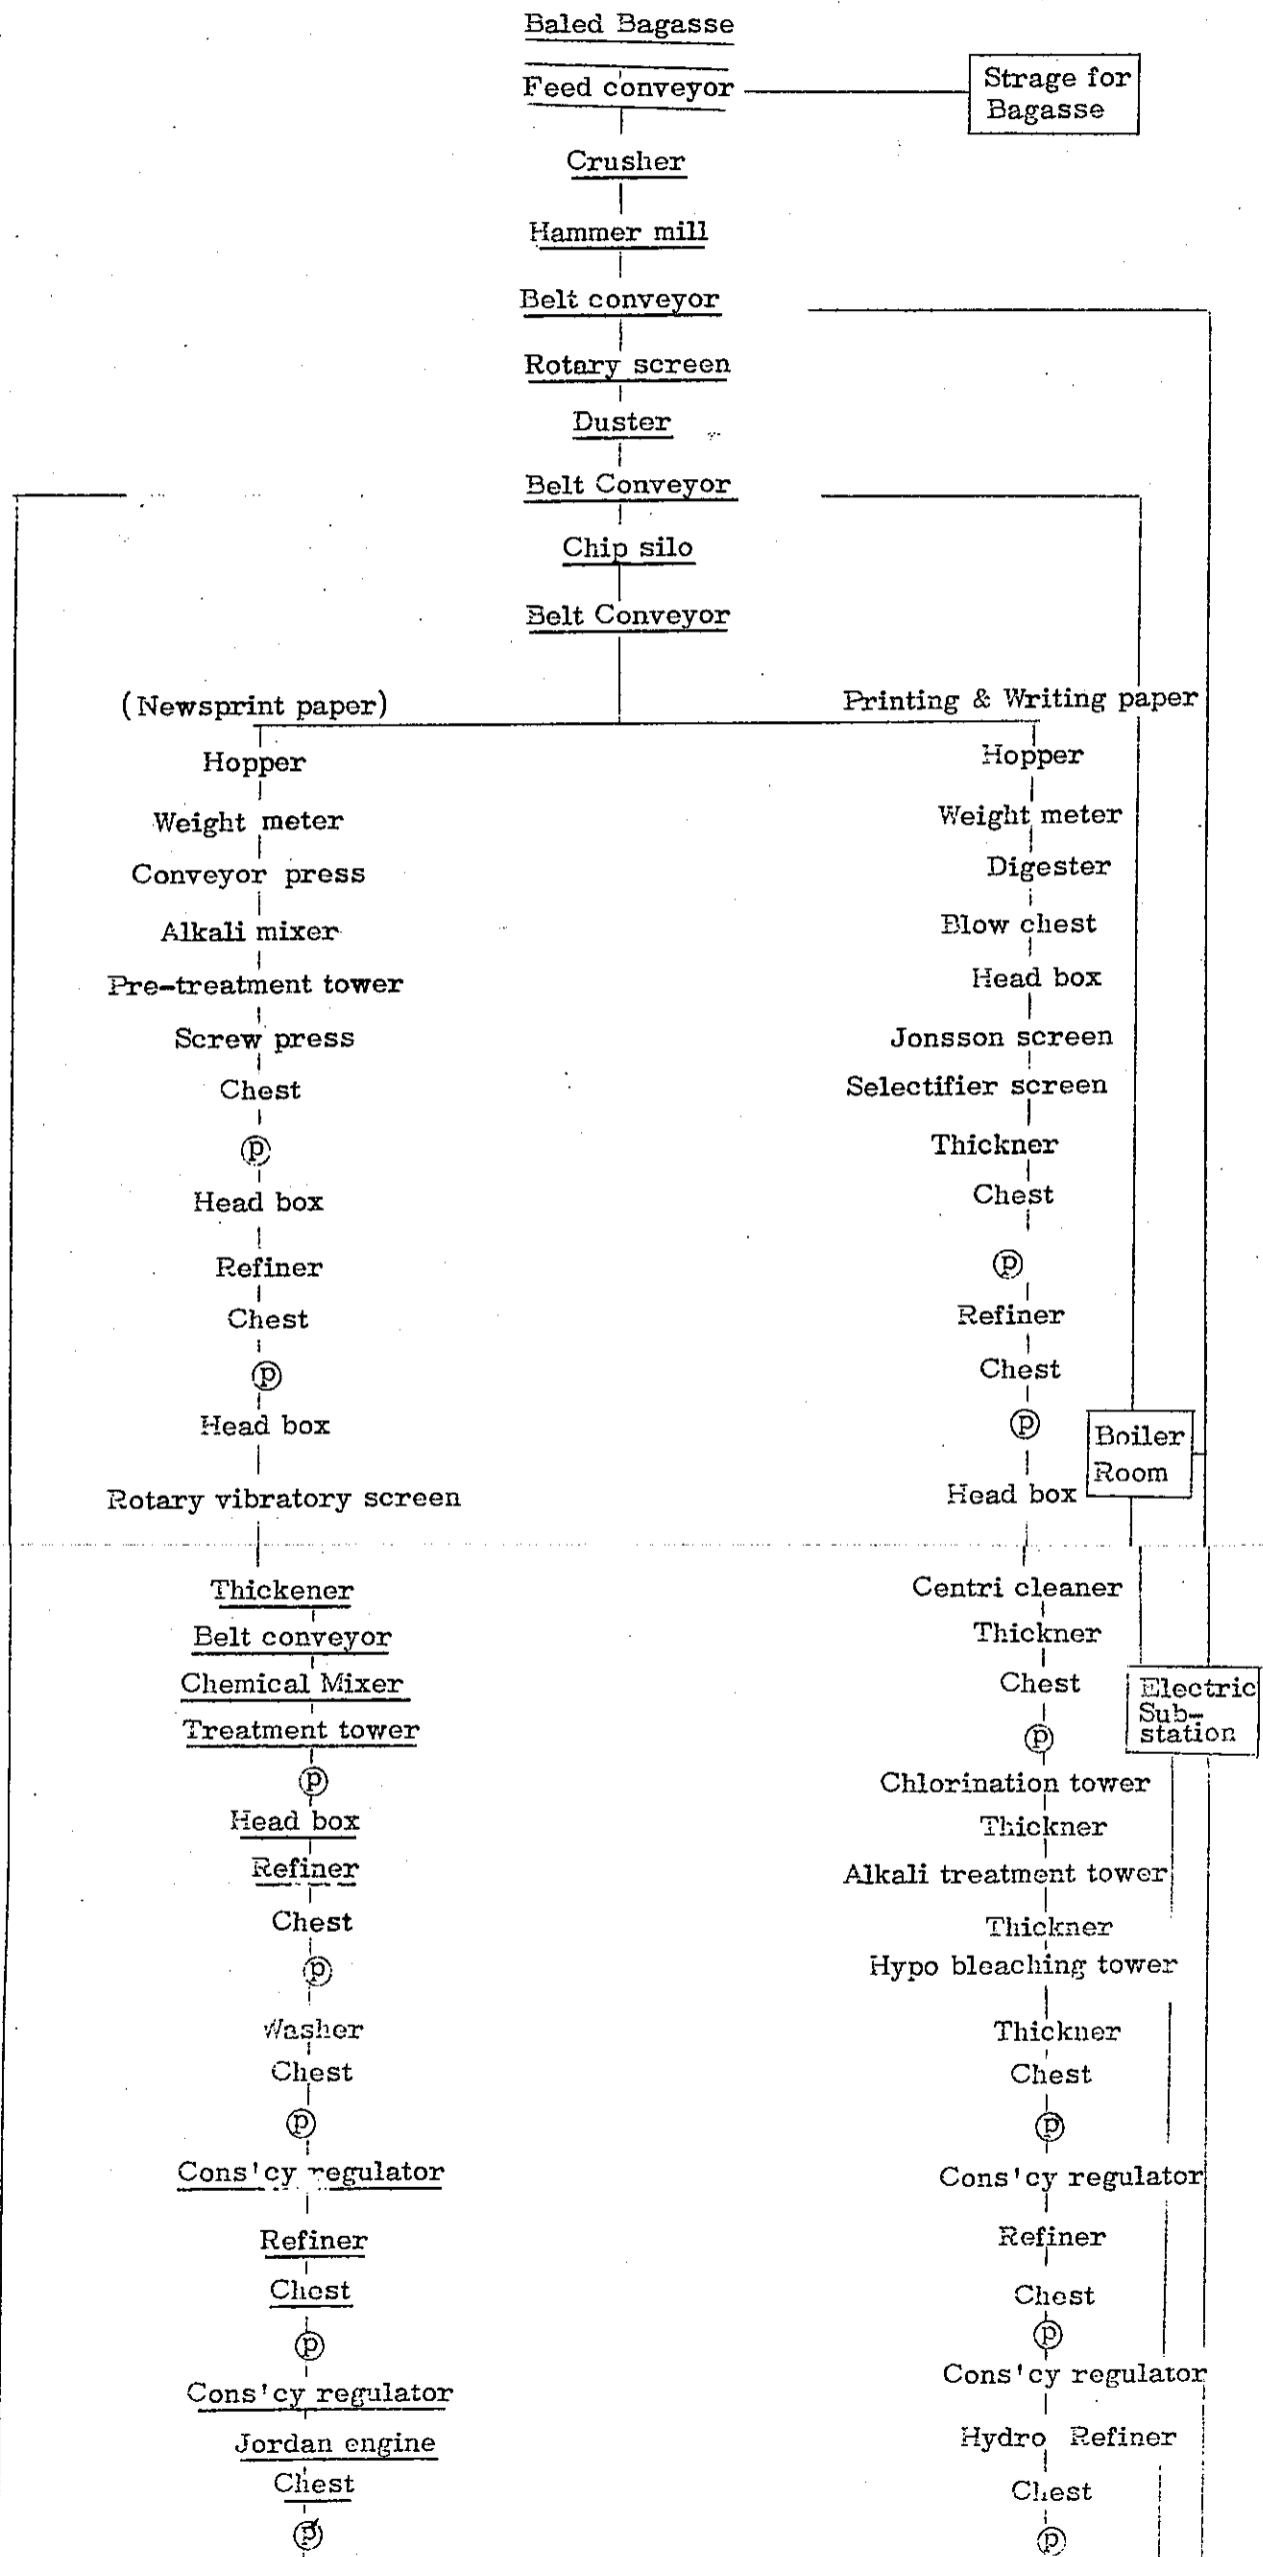 Baled Bagasse
Feed conveyor
Strage for
Bagasse
Crusher
Hammer mill
Belt conveyor
Rotary screen
Duster
Belt Conveyor
Chip silo
Belt Conveyor
(Newsprint paper)
Hopper
Weight meter
Conveyor press
Alkali mixer
Pre-treatment tower
Screw press
Chest
P
Head box
Refiner
Chest
P
Head box
Rotary vibratory screen
Thickener
Belt conveyor
Chemical Mixer
Treatment tower
P
Head box
Refiner
Chest
P
Washer
Chest
P
Cons'cy regulator
Refiner
Chest
P
Cons'cy regulator
Jordan engine
Chest
P
Printing & Writing paper
Hopper
Weight meter
Digester
Blow chest
Head box
Jonsson screen
Selectifier screen
Thickner
Chest
P
Refiner
Chest
P
Head box
Centri cleaner
Thickner
Chest
P
Chlorination tower
Thickner
Alkali treatment tower
Thickner
Hypo bleaching tower
Thickner
Chest
P
Cons'cy regulator
Refiner
Chest
P
Cons'cy regulator
Hydro Refiner
Chest
P
Boiler
Room
Electric
Sub-
station